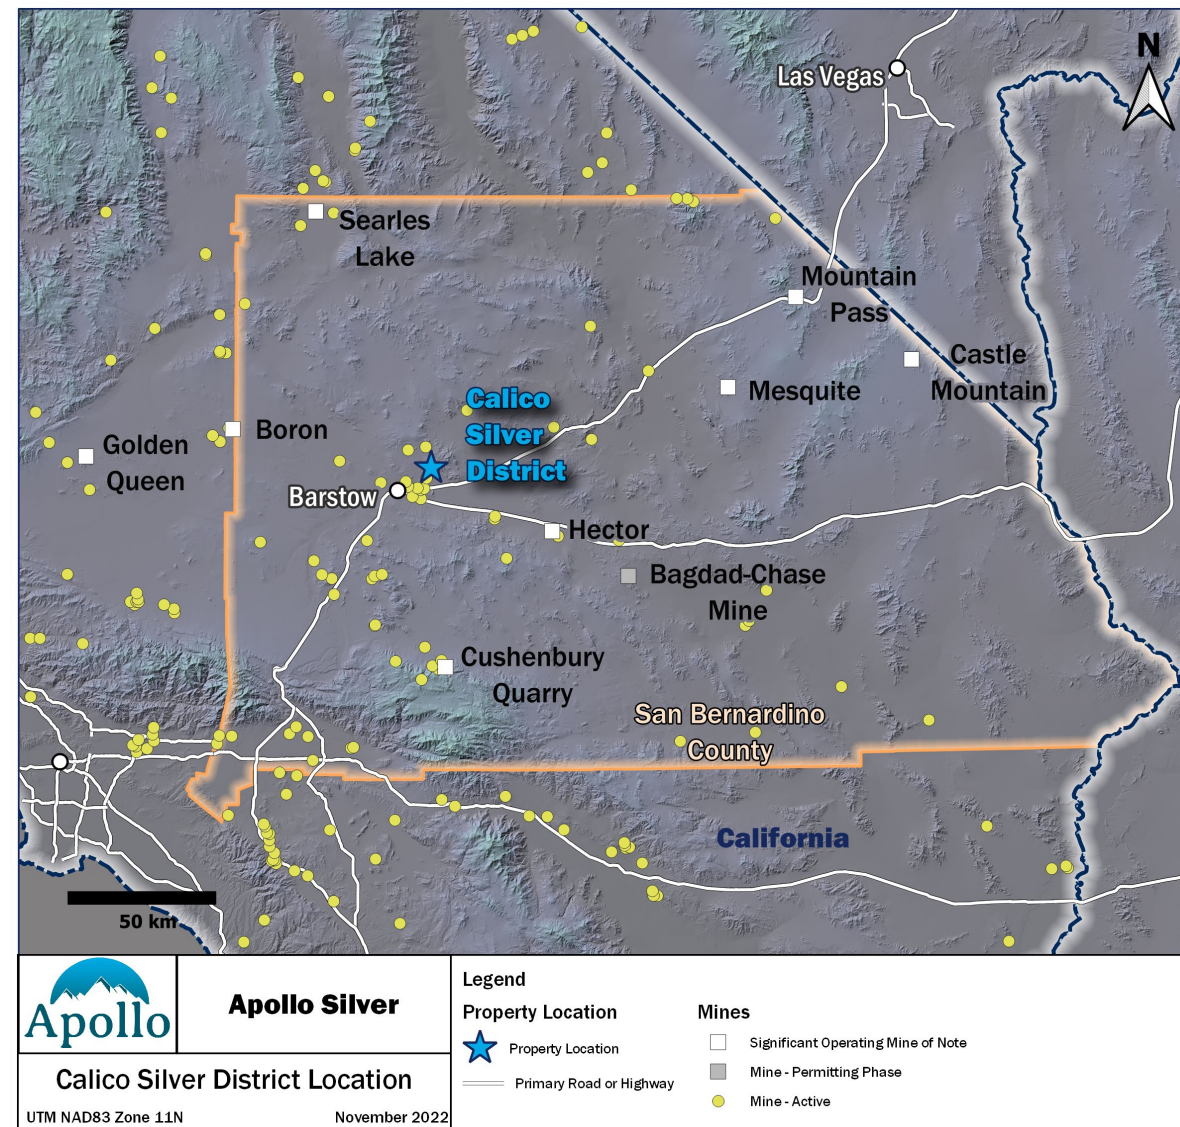 N
Las Vegas
Searles
Lake
Mountain
Pass
Castle
Mountain
Mesquite
Calico
Silver
District
Boron
Golden
Queen
Barstow
Hector
Bagdad-Chase
Mine
Cushenbury
Quarry
San Bernardino
County
California
50 km
Apollo
Apollo Silver
Calico Silver District Location
UTM NAD83 Zone 11N
November 2022
Legend
Property Location
Property Location
Primary Road or Highway
Mines
Significant Operating Mine of Note
Mine - Permitting Phase
Mine - Active